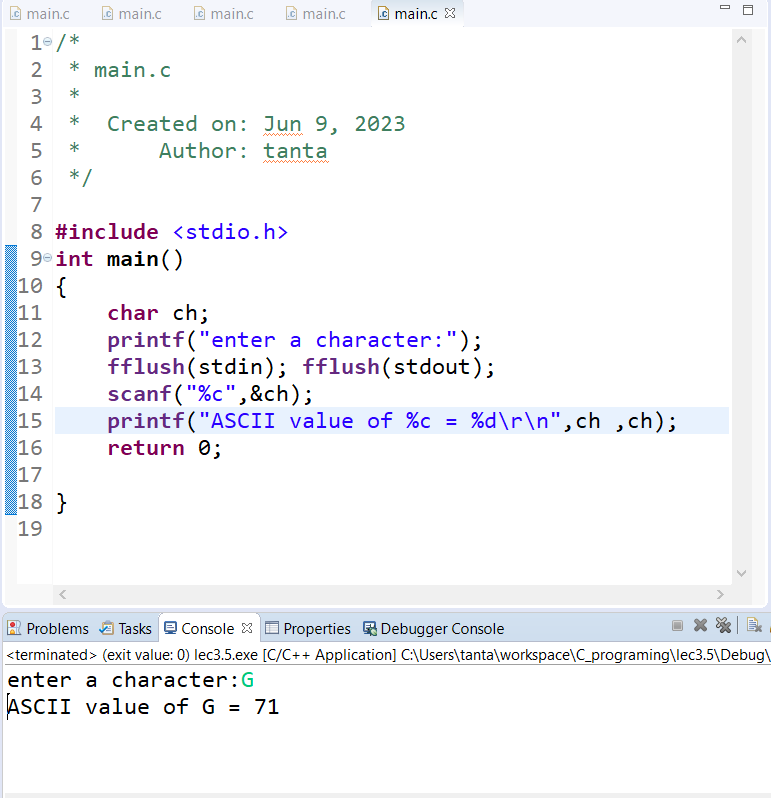 main.c main.c main.c main.c main.c
1 /*
2  * main.c
3  *
4  *  Created on: Jun 9, 2023
5  *      Author: tanta
6  */
7
8 #include <stdio.h>
9 int main()
10 {
11     char ch;
12     printf("enter a character:");
13     fflush(stdin); fflush(stdout);
14     scanf("%c",&ch);
15     printf("ASCII value of %c = %d\r\n",ch ,ch);
16     return 0;
17
18 }
19
Problems Tasks Console Properties Debugger Console
<terminated> (exit value: 0) lec3.5.exe [C/C++ Application] C:\Users\tanta\workspace\C_programing\lec3.5\Debug\
enter a character:G
ASCII value of G = 71